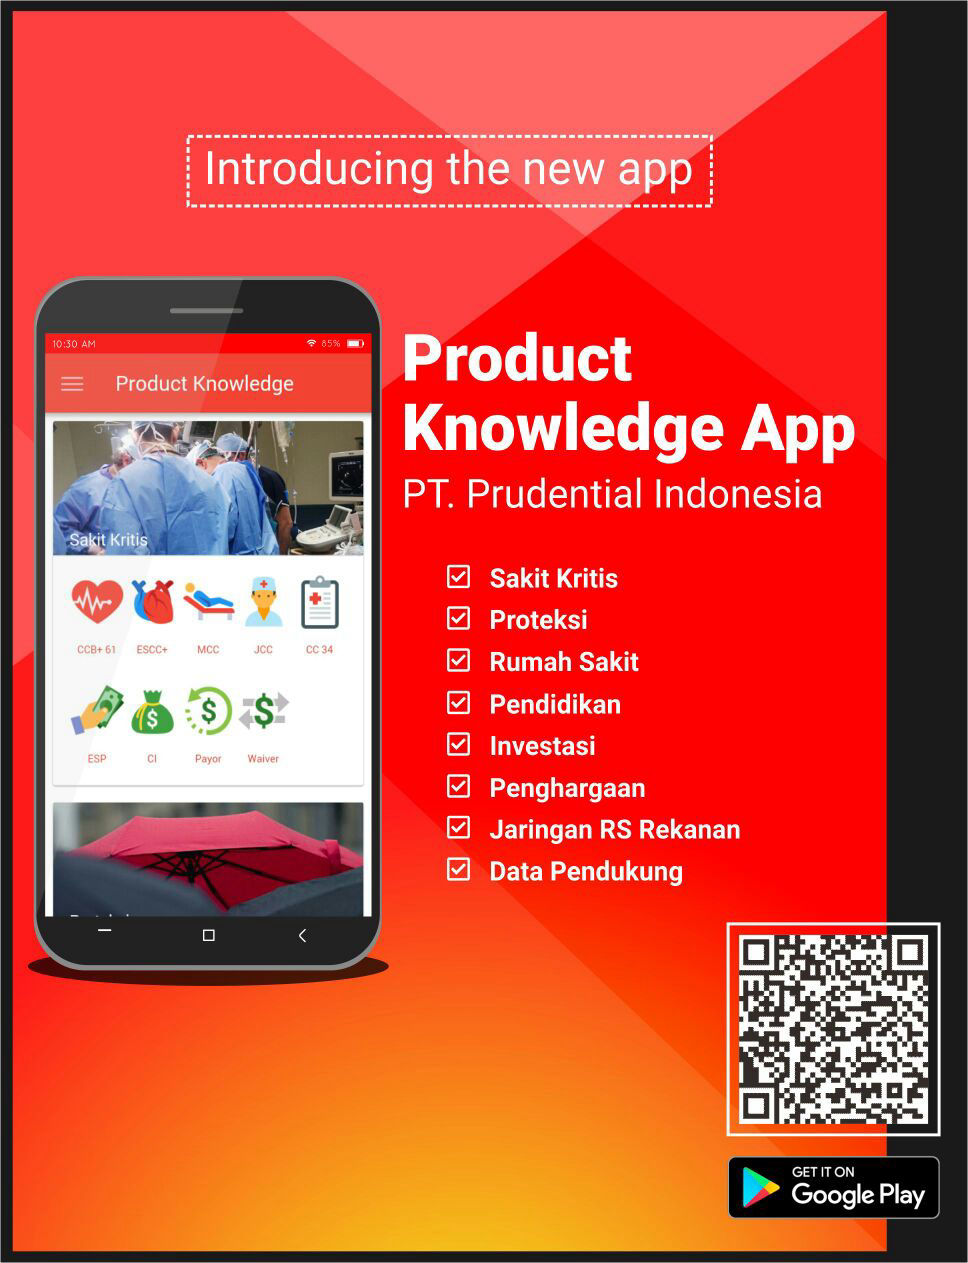 Introducing the new app
10:30 AM
85%
Product Knowledge
Sakit Kritis
CCB+ 61
ESCC+
MCC
JCC
CC 34
ESP
CI
Payor
Waiver
Product
Knowledge App
PT. Prudential Indonesia
Sakit Kritis
Proteksi
Rumah Sakit
Pendidikan
Investasi
Penghargaan
Jaringan RS Rekanan
Data Pendukung
GET IT ON
Google Play